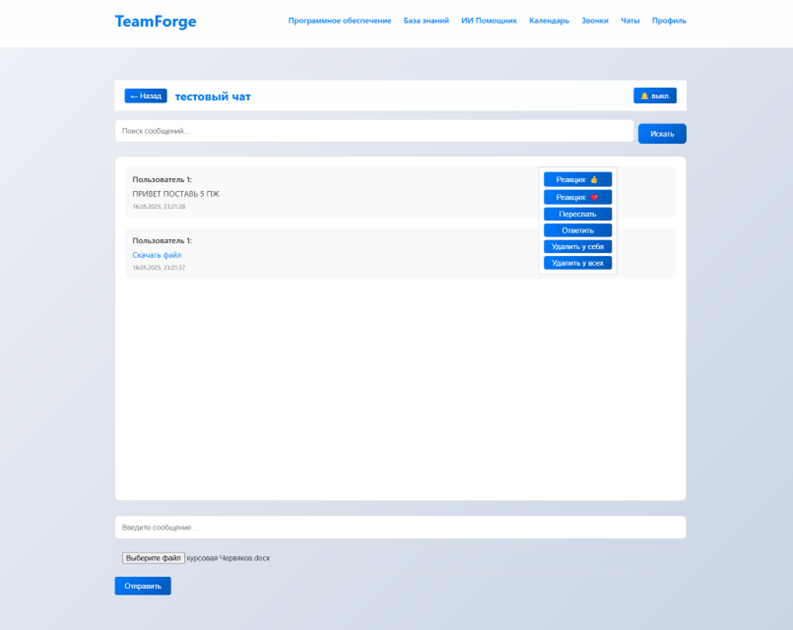 TeamForge
Программное обеспечение База знаний ИИ Помощник Календарь Звонки Чаты Профиль
← Назад тестовый чат 🔔 выкл.
Поиск сообщений... Искать
Пользователь 1:
ПРИВЕТ ПОСТАВЬ 5 ПЖ
16.05.2025, 23:21:28
Реакция: 👍
Реакция: ❤️
Переслать
Ответить
Удалить у себя
Удалить у всех
Пользователь 1:
Скачать файл
16.05.2025, 23:21:37
Введите сообщение...
Выберите файл курсовая Червяков.docx
Отправить